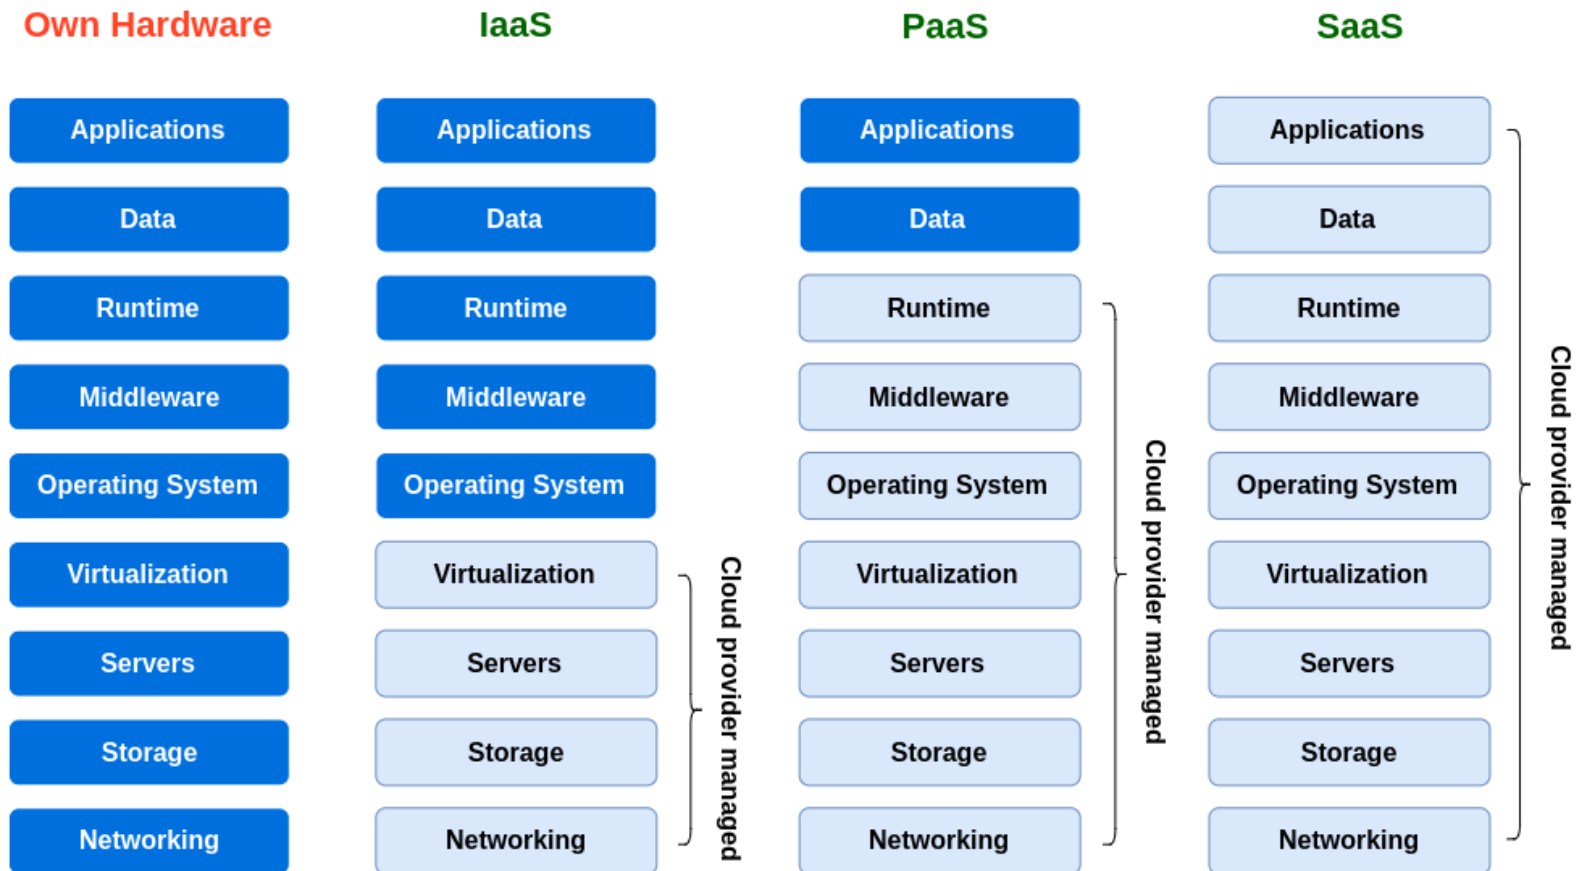 Own Hardware
IaaS
PaaS
SaaS
Applications
Applications
Applications
Applications
Data
Data
Data
Data
Runtime
Runtime
Runtime
Runtime
Middleware
Middleware
Middleware
Middleware
Operating System
Operating System
Operating System
Operating System
Virtualization
Virtualization
Virtualization
Virtualization
Servers
Servers
Servers
Servers
Storage
Storage
Storage
Storage
Networking
Networking
Networking
Networking
Cloud provider managed
Cloud provider managed
Cloud provider managed